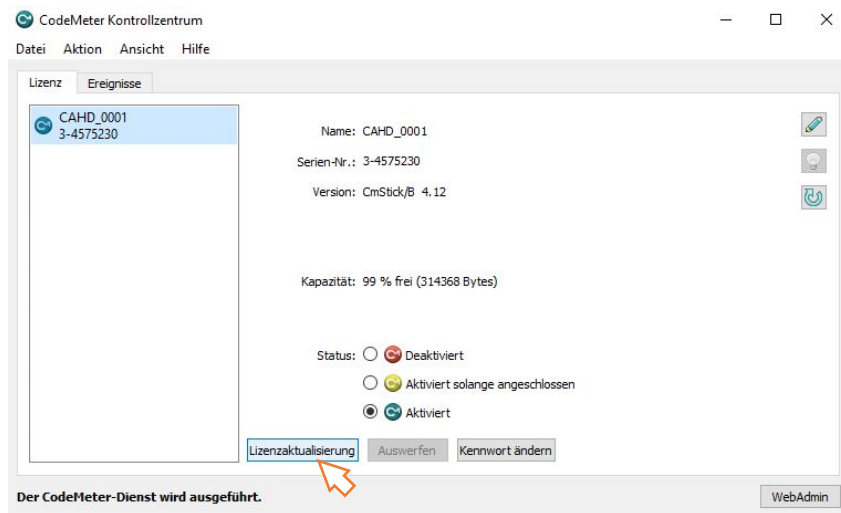 CodeMeter Kontrollzentrum
Datei Aktion Ansicht Hilfe
Lizenz Ereignisse
CAHD_0001
3-4575230
Name: CAHD_0001
Serien-Nr.: 3-4575230
Version: CmStick/B 4.12
Kapazität: 99 % frei (314368 Bytes)
Status: Deaktiviert
Aktiviert solange angeschlossen
Aktiviert
Lizenzaktualisierung Auswerfen Kennwort ändern
Der CodeMeter-Dienst wird ausgeführt. WebAdmin